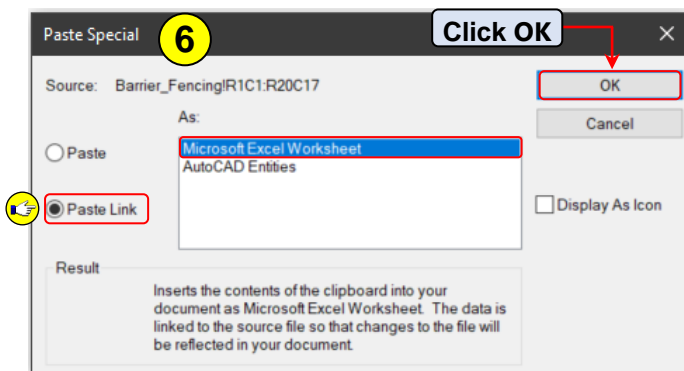 Paste Special
6
Click OK
Source: Barrier_Fencing!R1C1:R20C17
OK
As:
Cancel
Paste
Microsoft Excel Worksheet
AutoCAD Entities
Paste Link
Display As Icon
Result
Inserts the contents of the clipboard into your
document as Microsoft Excel Worksheet. The data is
linked to the source file so that changes to the file will
be reflected in your document.